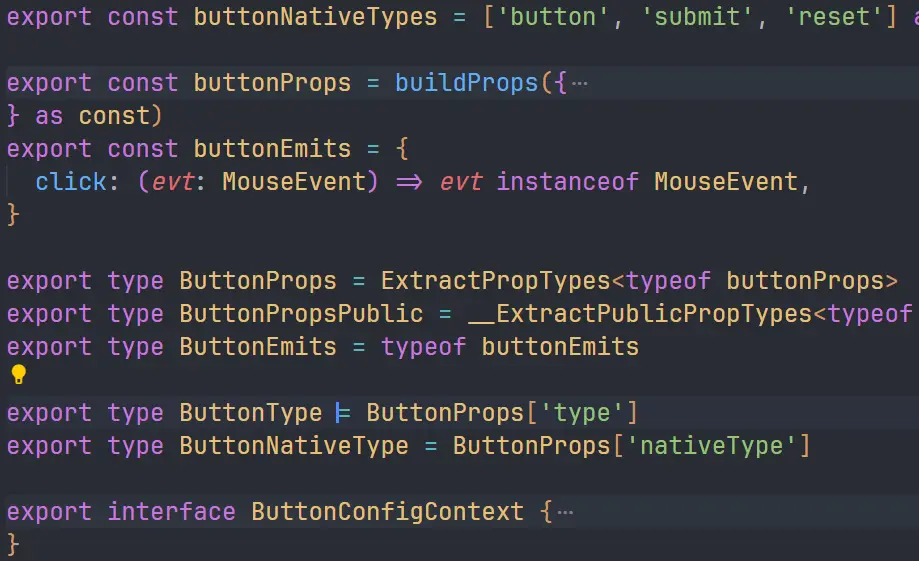 export const buttonNativeTypes = ['button', 'submit', 'reset'] a
export const buttonProps = buildProps({ ⋯
} as const)
export const buttonEmits = {
  click: (evt: MouseEvent) => evt instanceof MouseEvent,
}
export type ButtonProps = ExtractPropTypes<typeof buttonProps>
export type ButtonPropsPublic = __ExtractPublicPropTypes<typeof
export type ButtonEmits = typeof buttonEmits
export type ButtonType = ButtonProps['type']
export type ButtonNativeType = ButtonProps['nativeType']
export interface ButtonConfigContext { ⋯
}